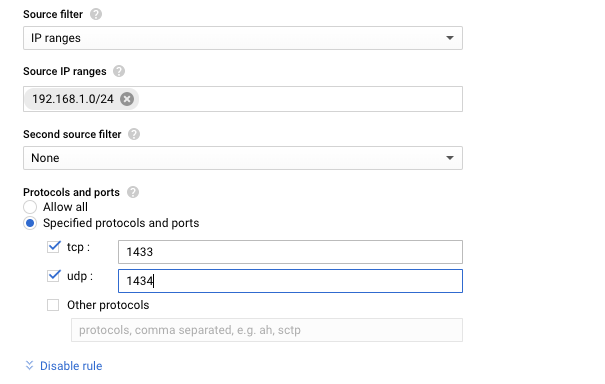 Source filter
IP ranges
Source IP ranges
192.168.1.0/24
Second source filter
None
Protocols and ports
Allow all
Specified protocols and ports
tcp : 1433
udp : 1434
Other protocols
protocols, comma separated, e.g. ah, sctp
Disable rule